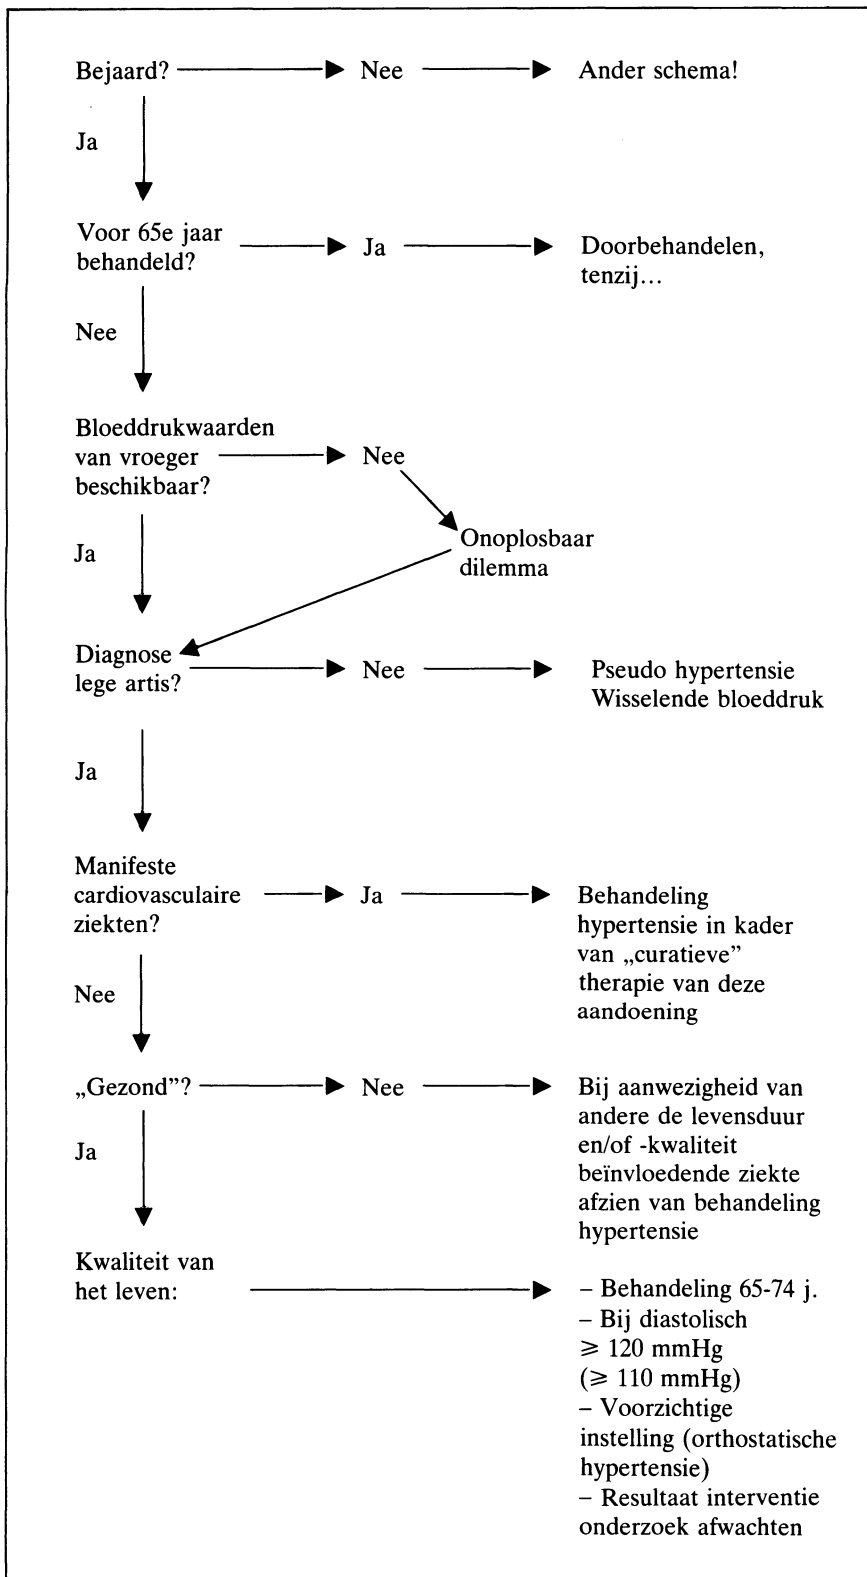 Bejaard? Nee Ander schema!
Ja
Voor 65e jaar
behandeld?
Ja
Doorbehandelen,
tenzij...
Nee
Bloeddrukwaarden
van vroeger
beschikbaar?
Nee
Onoplosbaar
dilemma
Ja
Diagnose
lege artis?
Nee
Pseudo hypertensie
Wisselende bloeddruk
Ja
Manifeste
cardiovasculaire
ziekten?
Ja
Behandeling
hypertensie in kader
van „curatieve”
therapie van deze
aandoening
Nee
„Gezond”? Nee
Bij aanwezigheid van
andere de levensduur
en/of -kwaliteit
beïnvloedende ziekte
afzien van behandeling
hypertensie
Ja
Kwaliteit van
het leven:
– Behandeling 65-74 j.
– Bij diastolisch
⩾ 120 mmHg
(⩾ 110 mmHg)
– Voorzichtige
instelling (orthostatische
hypertensie)
– Resultaat interventie
onderzoek afwachten